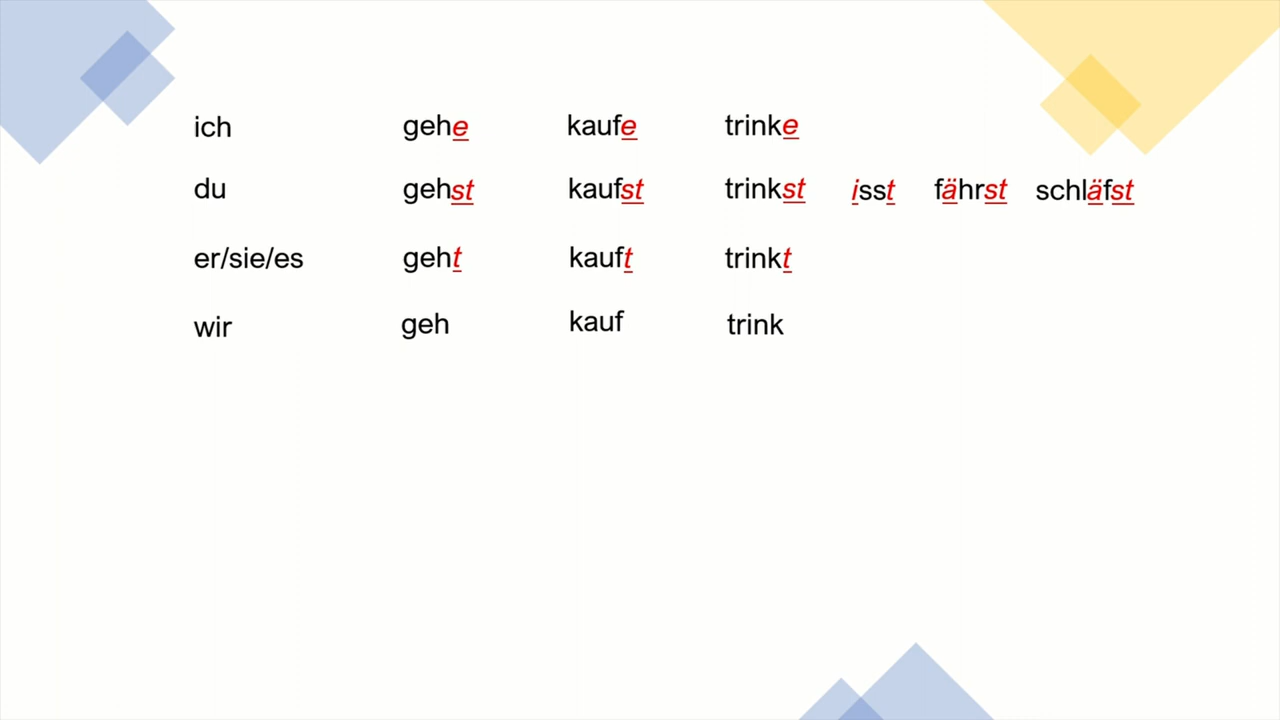 ich gehe kaufe trinke
du gehst kaufst trinkst isst fährst schläfst
er/sie/es geht kauft trinkt
wir geh kauf trink